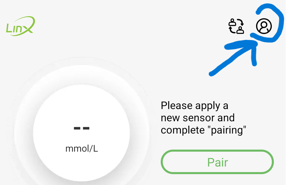 LinX
--
mmol/L
Please apply a
new sensor and
complete "pairing"
Pair